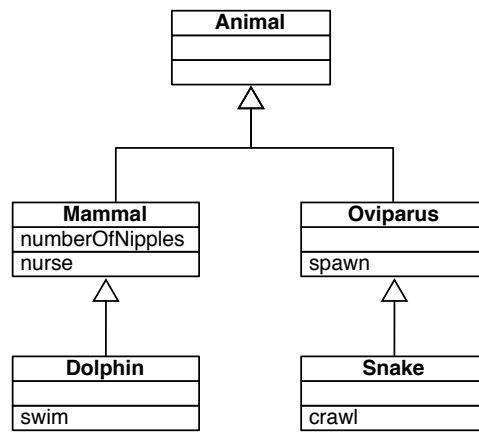 Animal
Mammal
numberOfNipples
nurse
Oviparus
spawn
Dolphin
swim
Snake
crawl